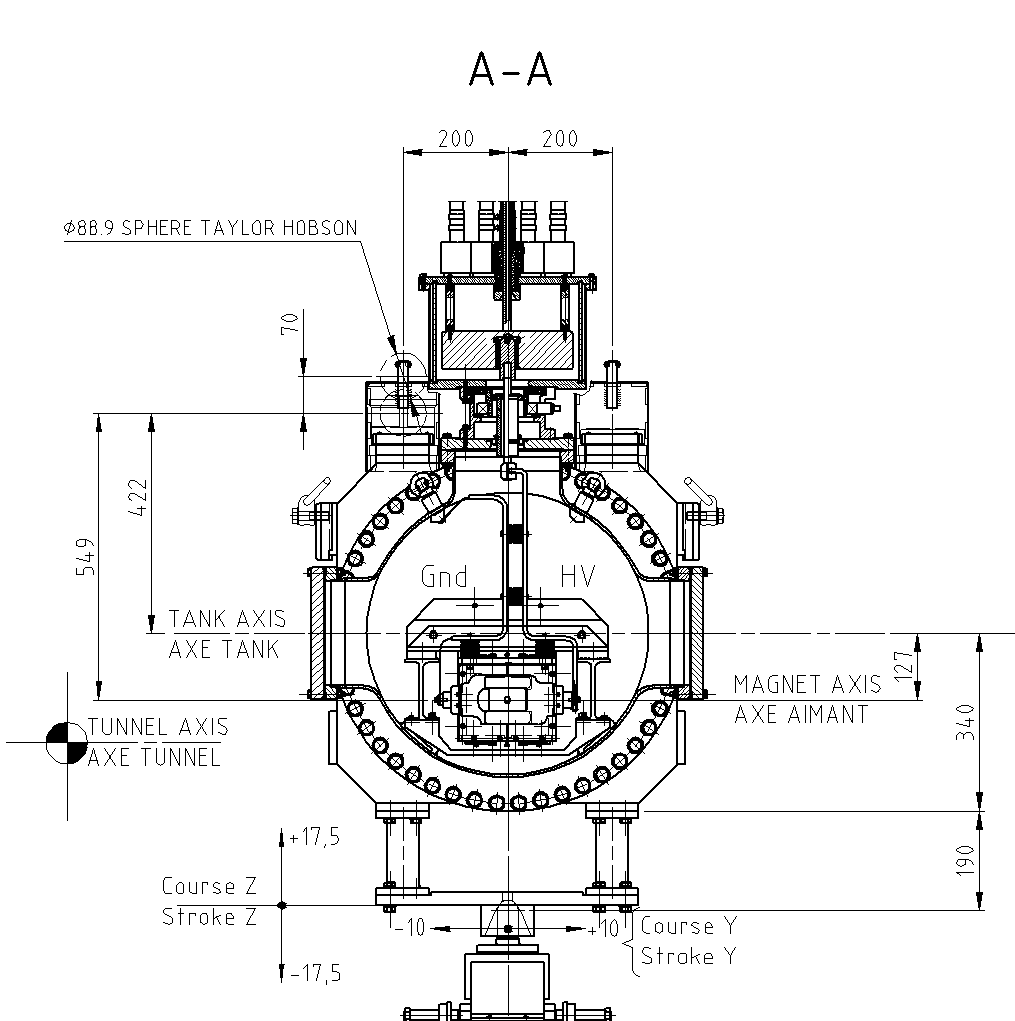 A-A
200
200
Ø88.9 SPHERE TAYLOR HOBSON
70
422
549
Gnd
HV
TANK AXIS
AXE TANK
127
MAGNET AXIS
AXE AIMANT
340
TUNNEL AXIS
AXE TUNNEL
+17,5
190
Course Z
Stroke Z
-10
+10
Course Y
Stroke Y
-17,5